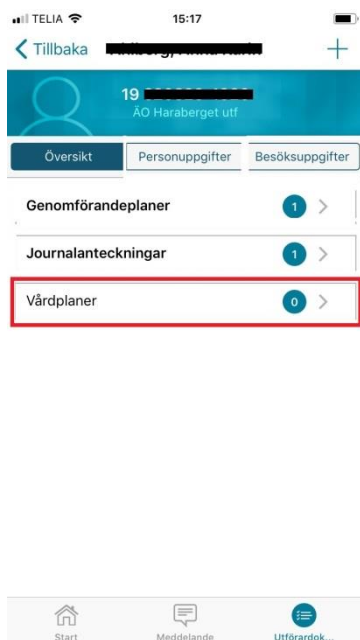 TELIA 15:17
Tillbaka
19
ÄO Haraberget utf
Översikt Personuppgifter Besöksuppgifter
Genomförandeplaner 1
Journalanteckningar 1
Vårdplaner 0
Start Meddelande Utförardok...